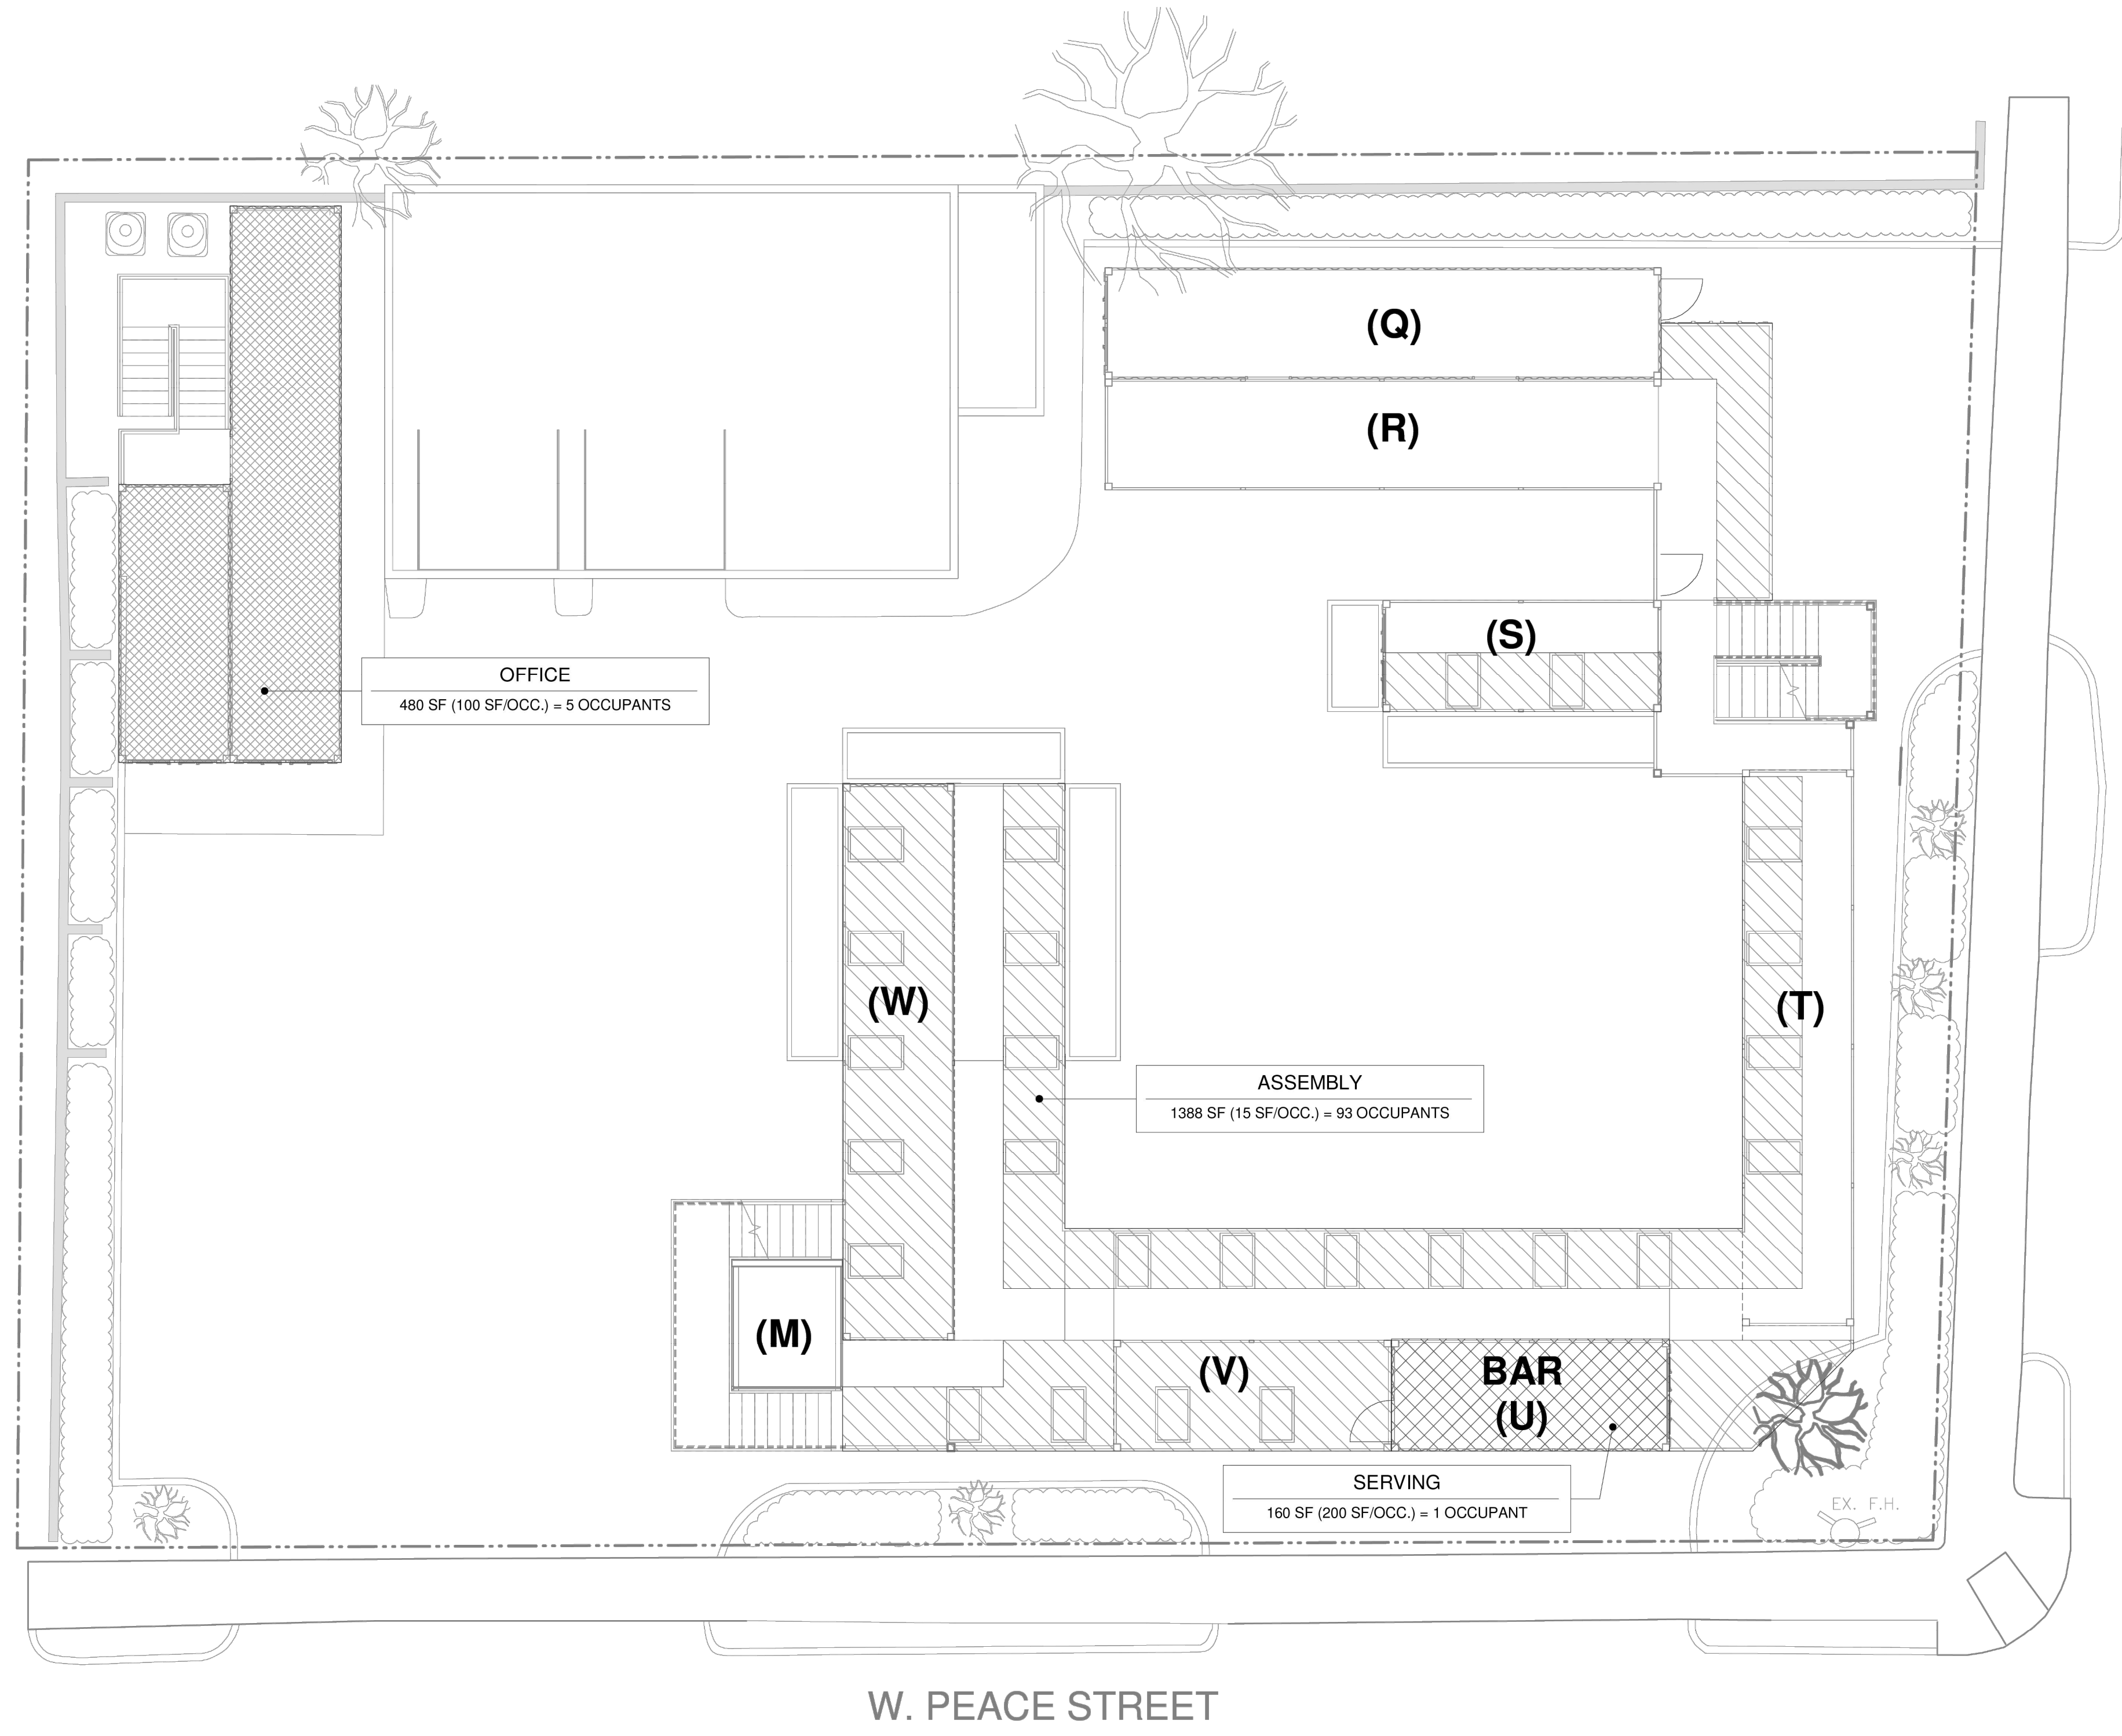 (Q)
(R)
(S)
OFFICE
480 SF (100 SF/OCC.) = 5 OCCUPANTS
(W)
(T)
ASSEMBLY
1388 SF (15 SF/OCC.) = 93 OCCUPANTS
(M)
(V)
BAR
(U)
SERVING
160 SF (200 SF/OCC.) = 1 OCCUPANT
EX. F.H.
W. PEACE STREET